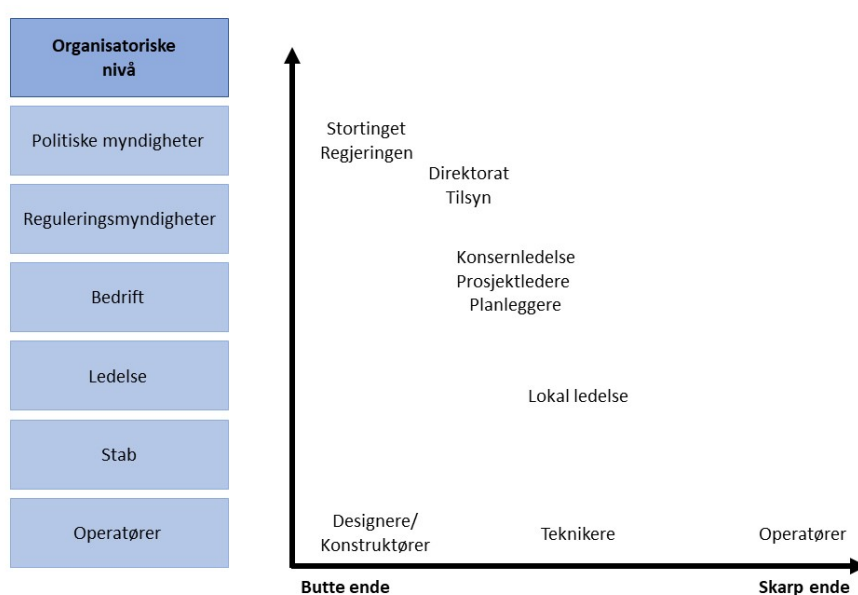 Organisatoriske
nivå
Politiske myndigheter
Reguleringsmyndigheter
Bedrift
Ledelse
Stab
Operatører
Stortinget
Regjeringen
Direktorat
Tilsyn
Konsernledelse
Prosjektledere
Planleggere
Lokal ledelse
Designere/
Konstruktører
Teknikere
Operatører
Butte ende
Skarp ende